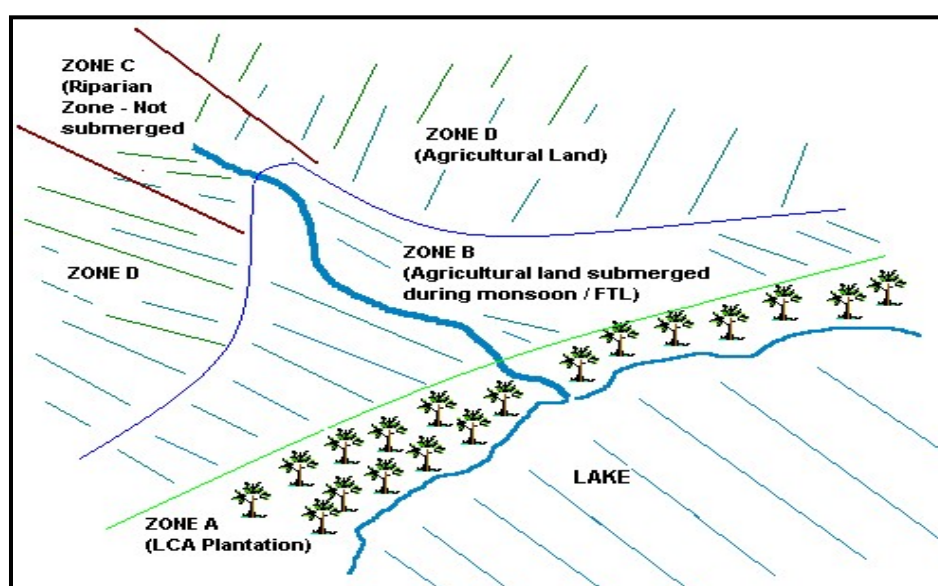 ZONE C
(Riparian
Zone - Not
submerged
ZONE D
(Agricultural Land)
ZONE B
(Agricultural land submerged
during monsoon / FTL)
ZONE D
LAKE
ZONE A
(LCA Plantation)